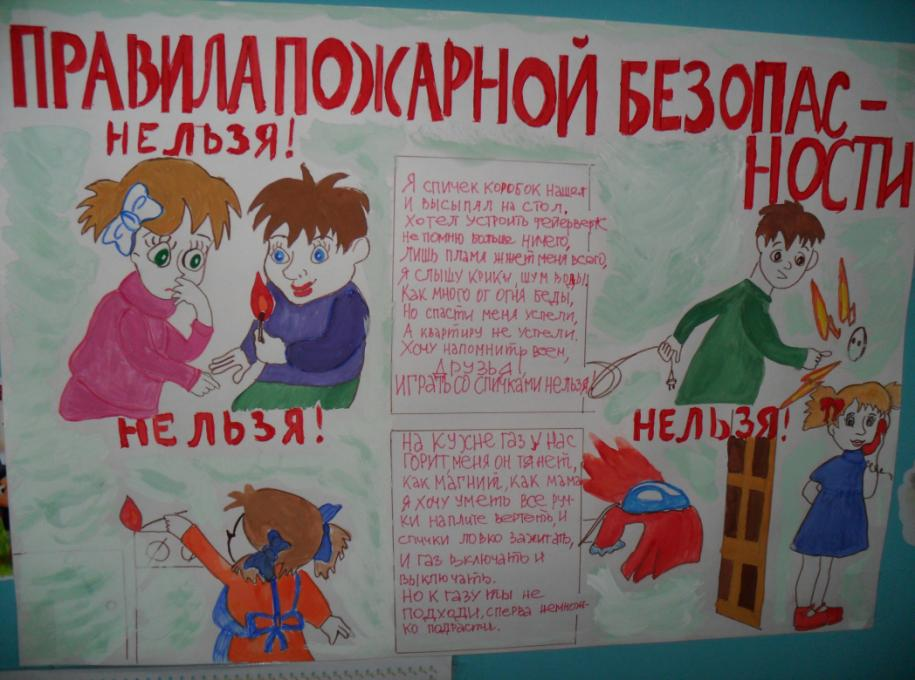 ПРАВИЛА ПОЖАРНОЙ БЕЗОПАС-
НОСТИ
НЕЛЬЗЯ!
Я спичек коробок нашел
И высыпал на стол,
Хотел устроить фейерверк
Не помню больше ничего,
Лишь пламя жжет меня всего,
Я слышу крики, шум воды.
Как много от огня беды,
Но спасти меня успели,
А квартиру не успели.
Хочу напомнить всем,
Друзья!
Играть со спичками нельзя!
НЕЛЬЗЯ!
НЕЛЬЗЯ!
На кухне газ у нас
горит, меня он тянет,
как магнит, как мама
я хочу уметь все руч-
ки на плите вертеть, и
спички ловко зажигать,
и газ включать и
выключать.
Но к газу ты не
подходи, сперва немнож-
ко подрасти.